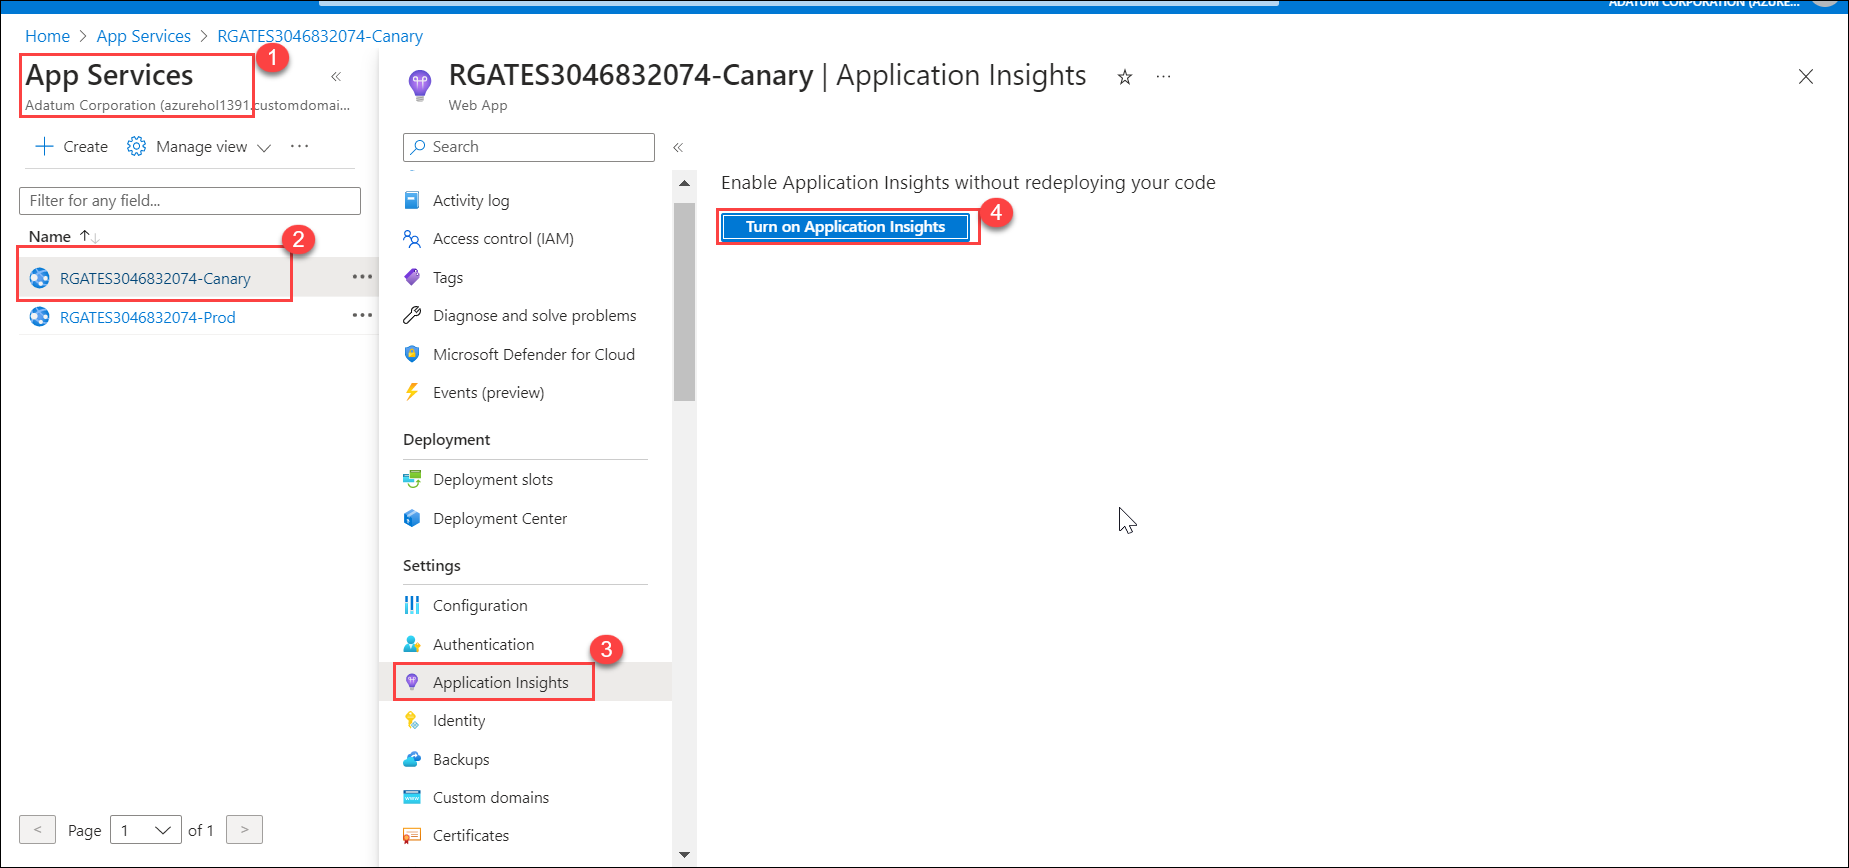 ADATUM CORPORATION (AZURE...
Home > App Services > RGATES3046832074-Canary
App Services
1
Adatum Corporation (azurehol1391.customdomai...
Create
Manage view
Filter for any field...
Name
2
RGATES3046832074-Canary
RGATES3046832074-Prod
< Page 1 of 1 >
RGATES3046832074-Canary | Application Insights
Web App
Search
Activity log
Access control (IAM)
Tags
Diagnose and solve problems
Microsoft Defender for Cloud
Events (preview)
Deployment
Deployment slots
Deployment Center
Settings
Configuration
Authentication
3
Application Insights
Identity
Backups
Custom domains
Certificates
Enable Application Insights without redeploying your code
4
Turn on Application Insights